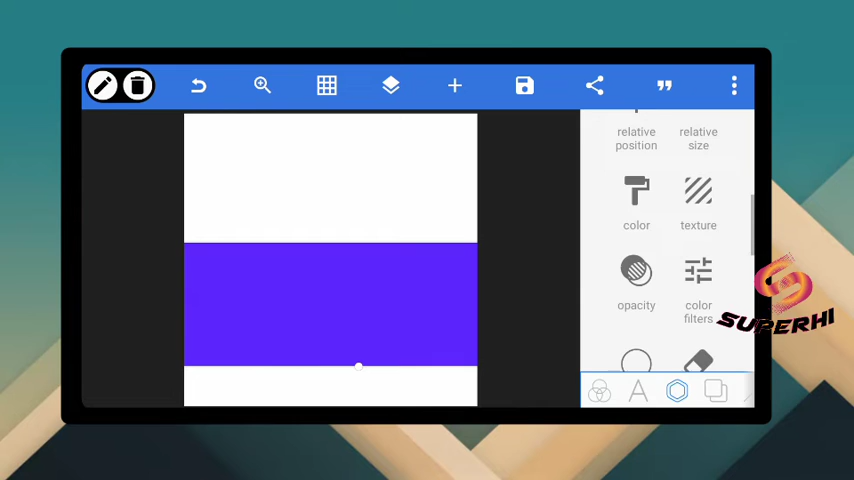 relative relative
position size
color texture
opacity color
filters
SUPERHI